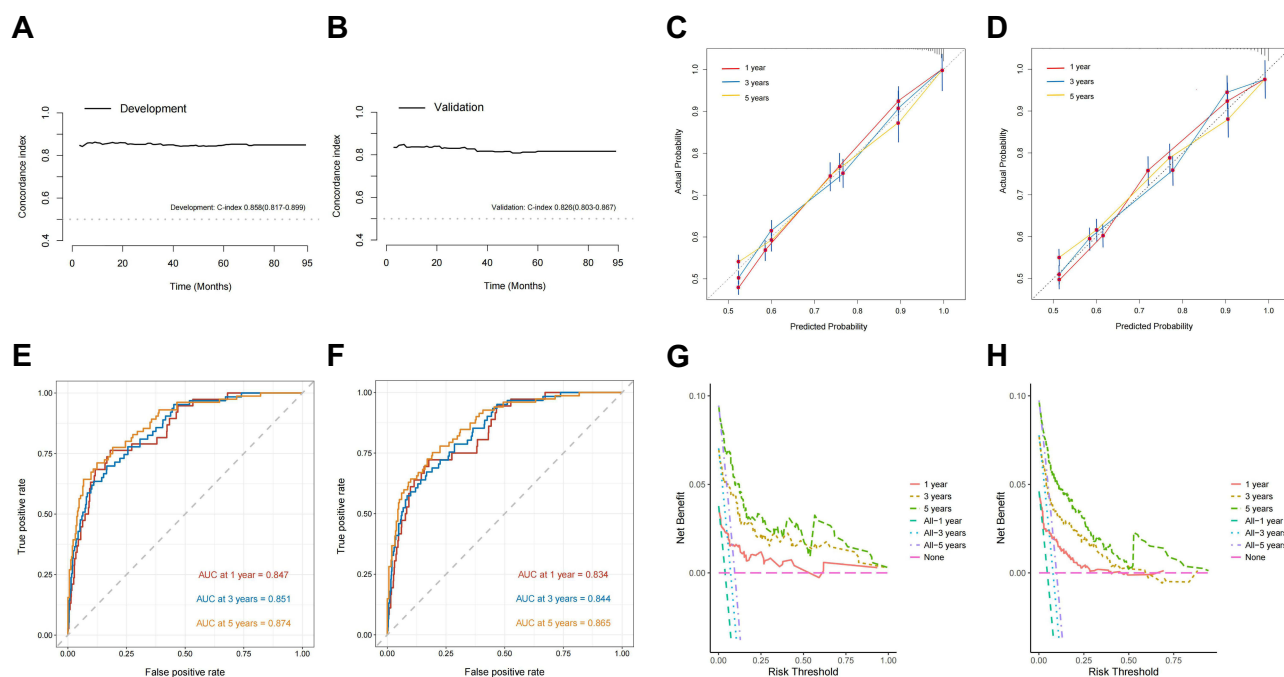 A
Development
Concordance index
1.0
0.8
0.6
0.4
Development: C-index 0.858(0.817-0.899)
0
20
40
60
80
95
Time (Months)
B
Validation
Concordance index
1.0
0.8
0.6
0.4
Validation: C-index 0.826(0.803-0.867)
0
20
40
60
80
95
Time (Months)
C
1 year
3 years
5 years
Actual Probability
1.0
0.9
0.8
0.7
0.6
0.5
0.5
0.6
0.7
0.8
0.9
1.0
Predicted Probability
D
1 year
3 years
5 years
Actual Probability
1.0
0.9
0.8
0.7
0.6
0.5
0.5
0.6
0.7
0.8
0.9
1.0
Predicted Probability
E
True positive rate
1.00
0.75
0.50
0.25
0.00
AUC at 1 year = 0.847
AUC at 3 years = 0.851
AUC at 5 years = 0.874
0.00
0.25
0.50
0.75
1.00
False positive rate
F
True positive rate
1.00
0.75
0.50
0.25
0.00
AUC at 1 year = 0.834
AUC at 3 years = 0.844
AUC at 5 years = 0.865
0.00
0.25
0.50
0.75
1.00
False positive rate
G
Net Benefit
0.10
0.05
0.00
1 year
3 years
5 years
All−1 year
All−3 years
All−5 years
None
0.00
0.25
0.50
0.75
1.00
Risk Threshold
H
Net Benefit
0.10
0.05
0.00
1 year
3 years
5 years
All−1 year
All−3 years
All−5 years
None
0.00
0.25
0.50
0.75
Risk Threshold